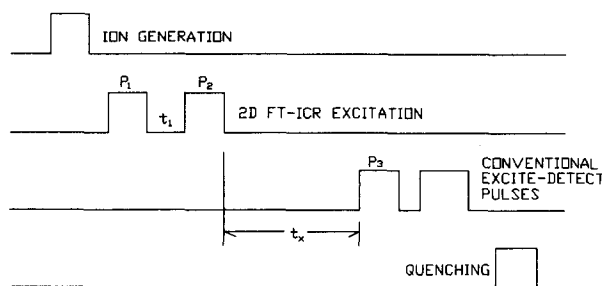 ION GENERATION
P₁
t₁
P₂
2D FT-ICR EXCITATION
P₃
CONVENTIONAL
EXCITE-DETECT
PULSES
tₓ
QUENCHING